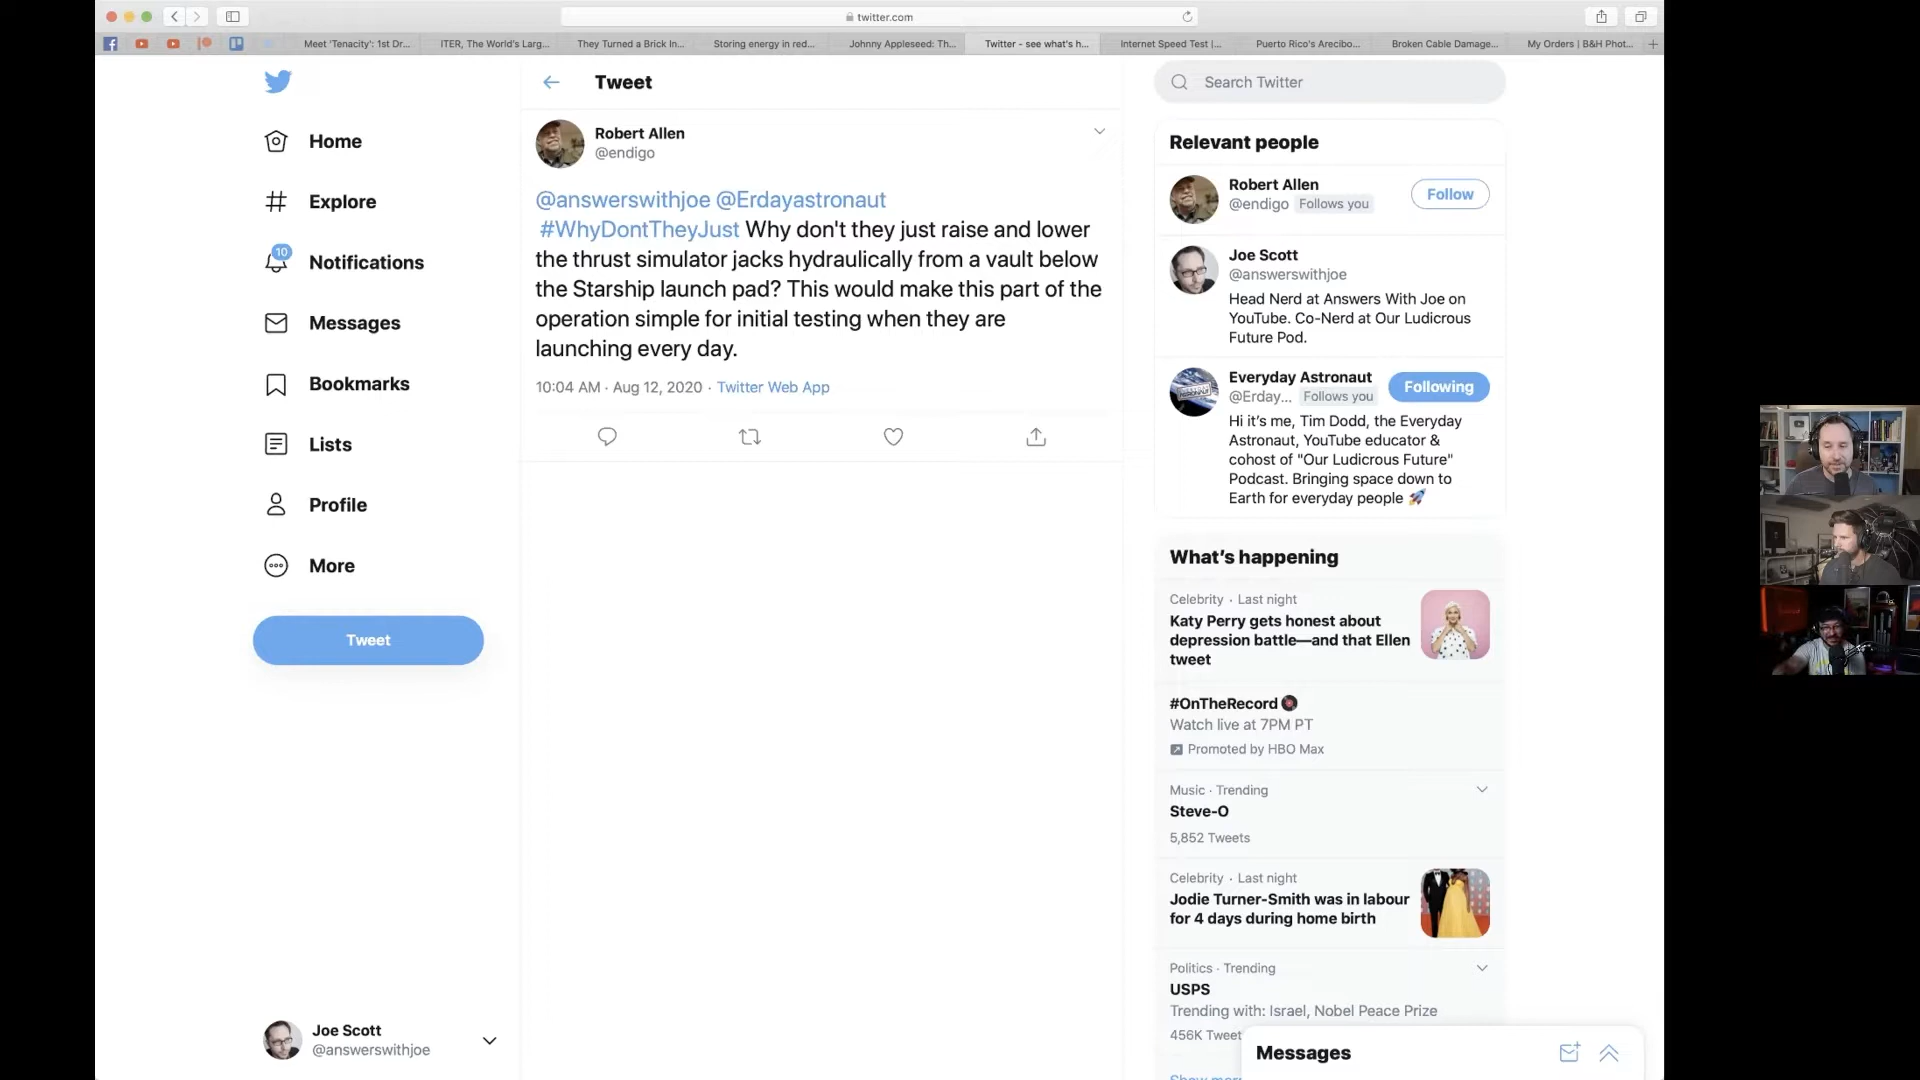 twitter.com
Meet 'Tenacity': 1st Dr...
ITER, The World's Larg...
They Turned a Brick In...
Storing energy in red...
Johnny Appleseed: Th...
Twitter - see what's h...
Internet Speed Test |...
Puerto Rico's Arecibo...
Broken Cable Damage...
My Orders | B&H Phot...
Home
Explore
10
Notifications
Messages
Bookmarks
Lists
Profile
More
Tweet
Joe Scott
@answerswithjoe
Tweet
Robert Allen
@endigo
@answerswithjoe @Erdayastronaut
#WhyDontTheyJust Why don't they just raise and lower
the thrust simulator jacks hydraulically from a vault below
the Starship launch pad? This would make this part of the
operation simple for initial testing when they are
launching every day.
10:04 AM · Aug 12, 2020 · Twitter Web App
Search Twitter
Relevant people
Robert Allen
@endigo Follows you
Follow
Joe Scott
@answerswithjoe
Head Nerd at Answers With Joe on
YouTube. Co-Nerd at Our Ludicrous
Future Pod.
Everyday Astronaut
@Erday... Follows you
Following
Hi it's me, Tim Dodd, the Everyday
Astronaut, YouTube educator &
cohost of "Our Ludicrous Future"
Podcast. Bringing space down to
Earth for everyday people 🚀
What's happening
Celebrity · Last night
Katy Perry gets honest about
depression battle—and that Ellen
tweet
#OnTheRecord
Watch live at 7PM PT
Promoted by HBO Max
Music · Trending
Steve-O
5,852 Tweets
Celebrity · Last night
Jodie Turner-Smith was in labour
for 4 days during home birth
Politics · Trending
USPS
Trending with: Israel, Nobel Peace Prize
456K Tweet
Messages